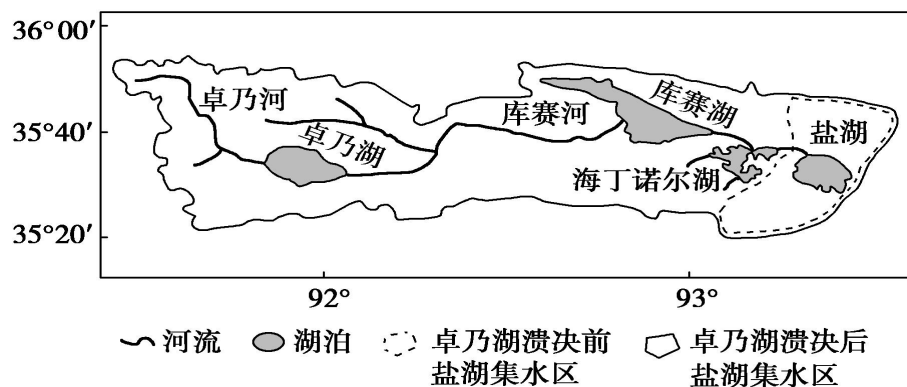 36°00′
35°40′
35°20′
卓乃河
卓乃湖
库赛河
库赛湖
海丁诺尔湖
盐湖
92°
93°
河流
湖泊
卓乃湖溃决前
盐湖集水区
卓乃湖溃决后
盐湖集水区